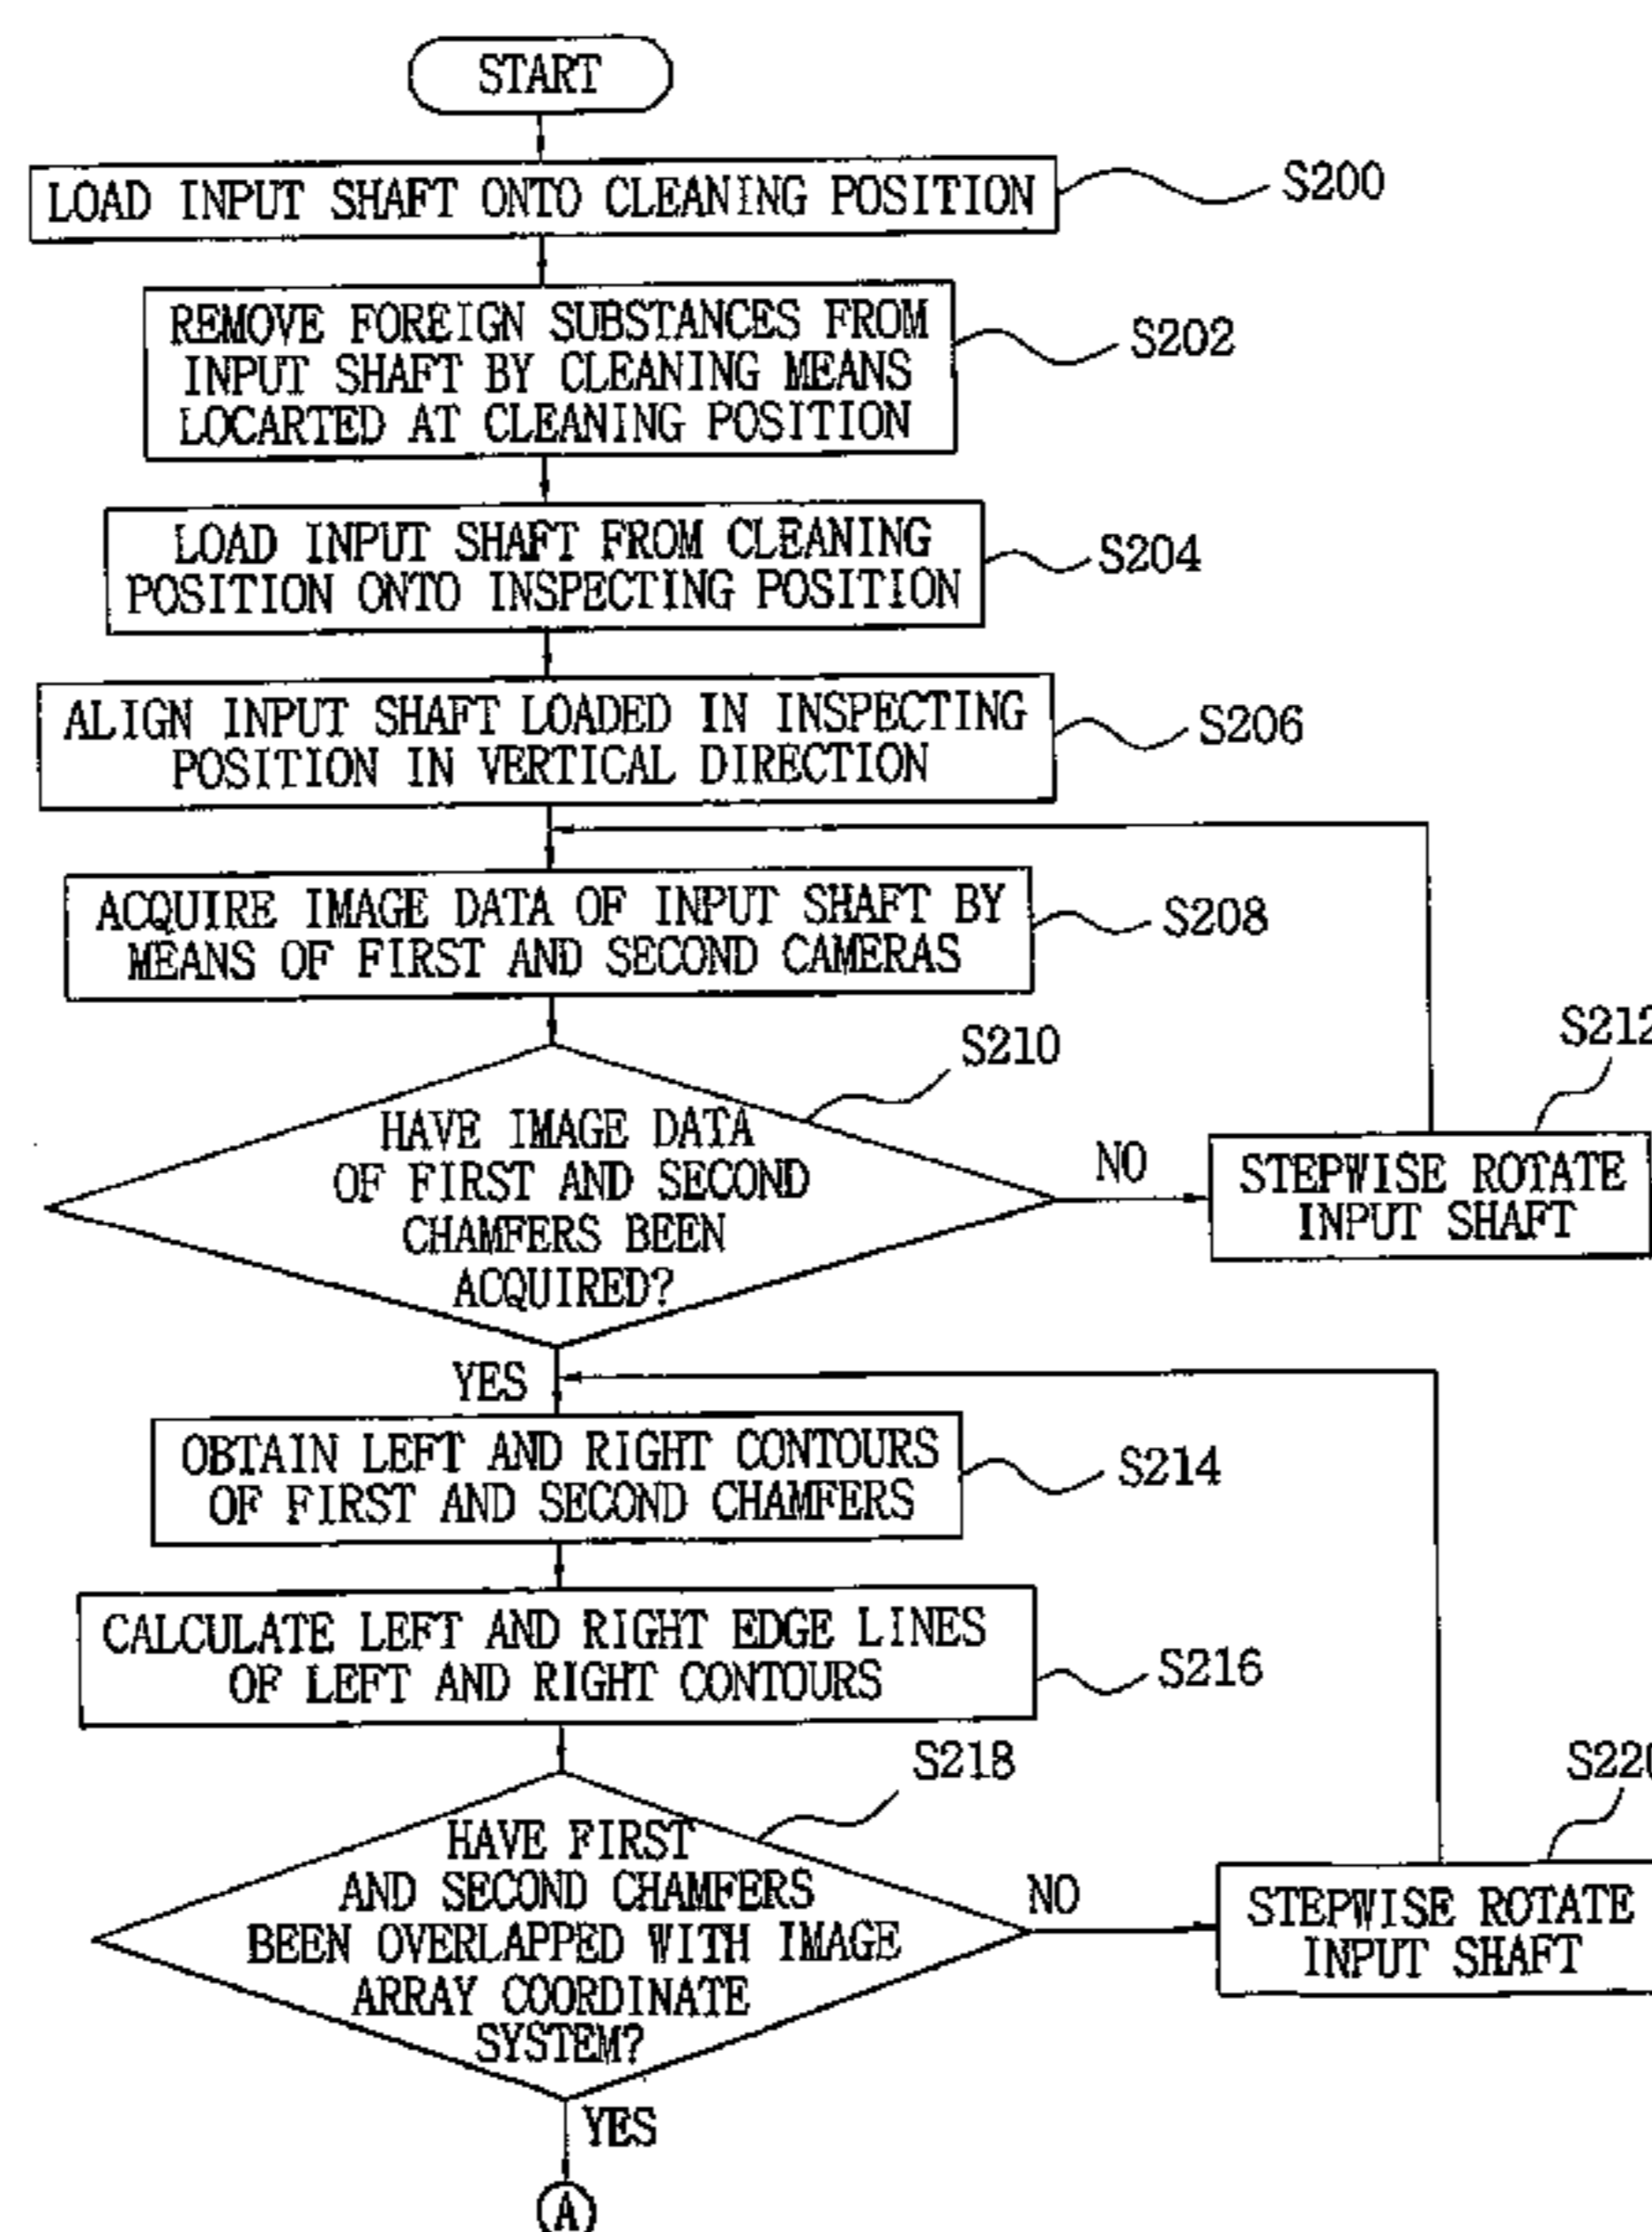 START
LOAD INPUT SHAFT ONTO CLEANING POSITION
S200
REMOVE FOREIGN SUBSTANCES FROM
INPUT SHAFT BY CLEANING MEANS
LOCARTED AT CLEANING POSITION
S202
LOAD INPUT SHAFT FROM CLEANING
POSITION ONTO INSPECTING POSITION
S204
ALIGN INPUT SHAFT LOADED IN INSPECTING
POSITION IN VERTICAL DIRECTION
S206
ACQUIRE IMAGE DATA OF INPUT SHAFT BY
MEANS OF FIRST AND SECOND CAMERAS
S208
S210
HAVE IMAGE DATA
OF FIRST AND SECOND
CHAMFERS BEEN
ACQUIRED?
NO
S212
STEPWISE ROTATE
INPUT SHAFT
YES
OBTAIN LEFT AND RIGHT CONTOURS
OF FIRST AND SECOND CHAMFERS
S214
CALCULATE LEFT AND RIGHT EDGE LINES
OF LEFT AND RIGHT CONTOURS
S216
S218
HAVE FIRST
AND SECOND CHAMFERS
BEEN OVERLAPPED WITH IMAGE
ARRAY COORDINATE
SYSTEM?
NO
S220
STEPWISE ROTATE
INPUT SHAFT
YES
A